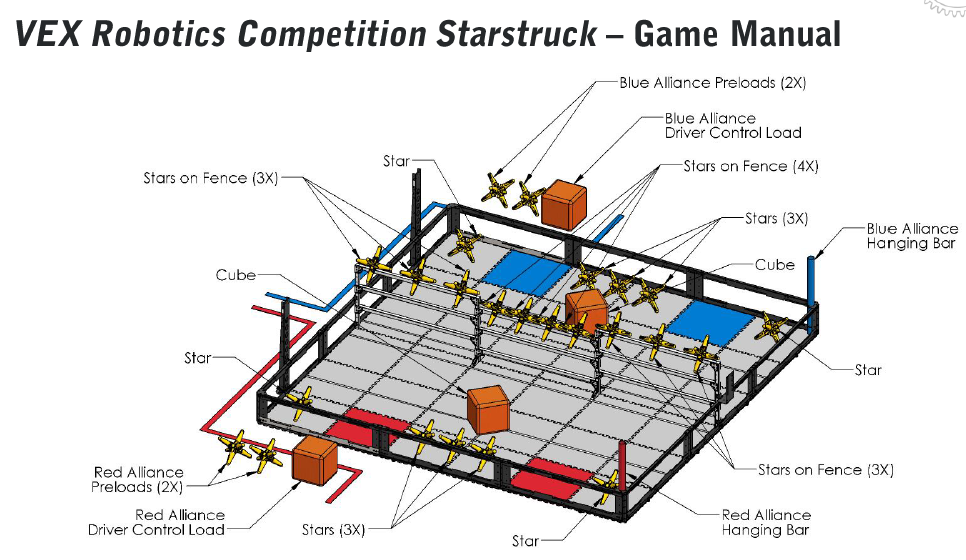 VEX Robotics Competition Starstruck – Game Manual
Blue Alliance Preloads (2X)
Blue Alliance
Driver Control Load
Star
Stars on Fence (4X)
Stars on Fence (3X)
Stars (3X)
Blue Alliance
Hanging Bar
Cube
Cube
Star
Star
Stars on Fence (3X)
Red Alliance
Preloads (2X)
Red Alliance
Driver Control Load
Stars (3X)
Star
Red Alliance
Hanging Bar